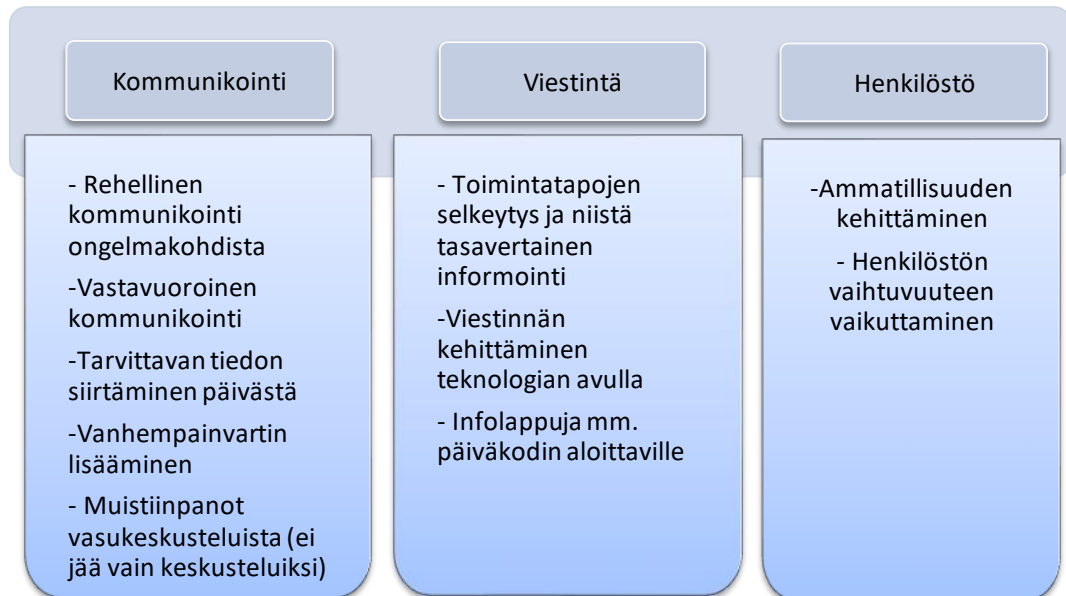 Kommunikointi
- Rehellinen
kommunikointi
ongelmakohdista
-Vastavuoroinen
kommunikointi
-Tarvittavan tiedon
siirtäminen päivästä
-Vanhempainvartin
lisääminen
- Muistiinpanot
vasukeskusteluista (ei
jää vain keskusteluiksi)
Viestintä
- Toimintatapojen
selkeytys ja niistä
tasavertainen
informointi
-Viestinnän
kehittäminen
teknologian avulla
- Infolappuja mm.
päiväkodin aloittaville
Henkilöstö
-Ammatillisuuden
kehittäminen
- Henkilöstön
vaihtuvuuteen
vaikuttaminen